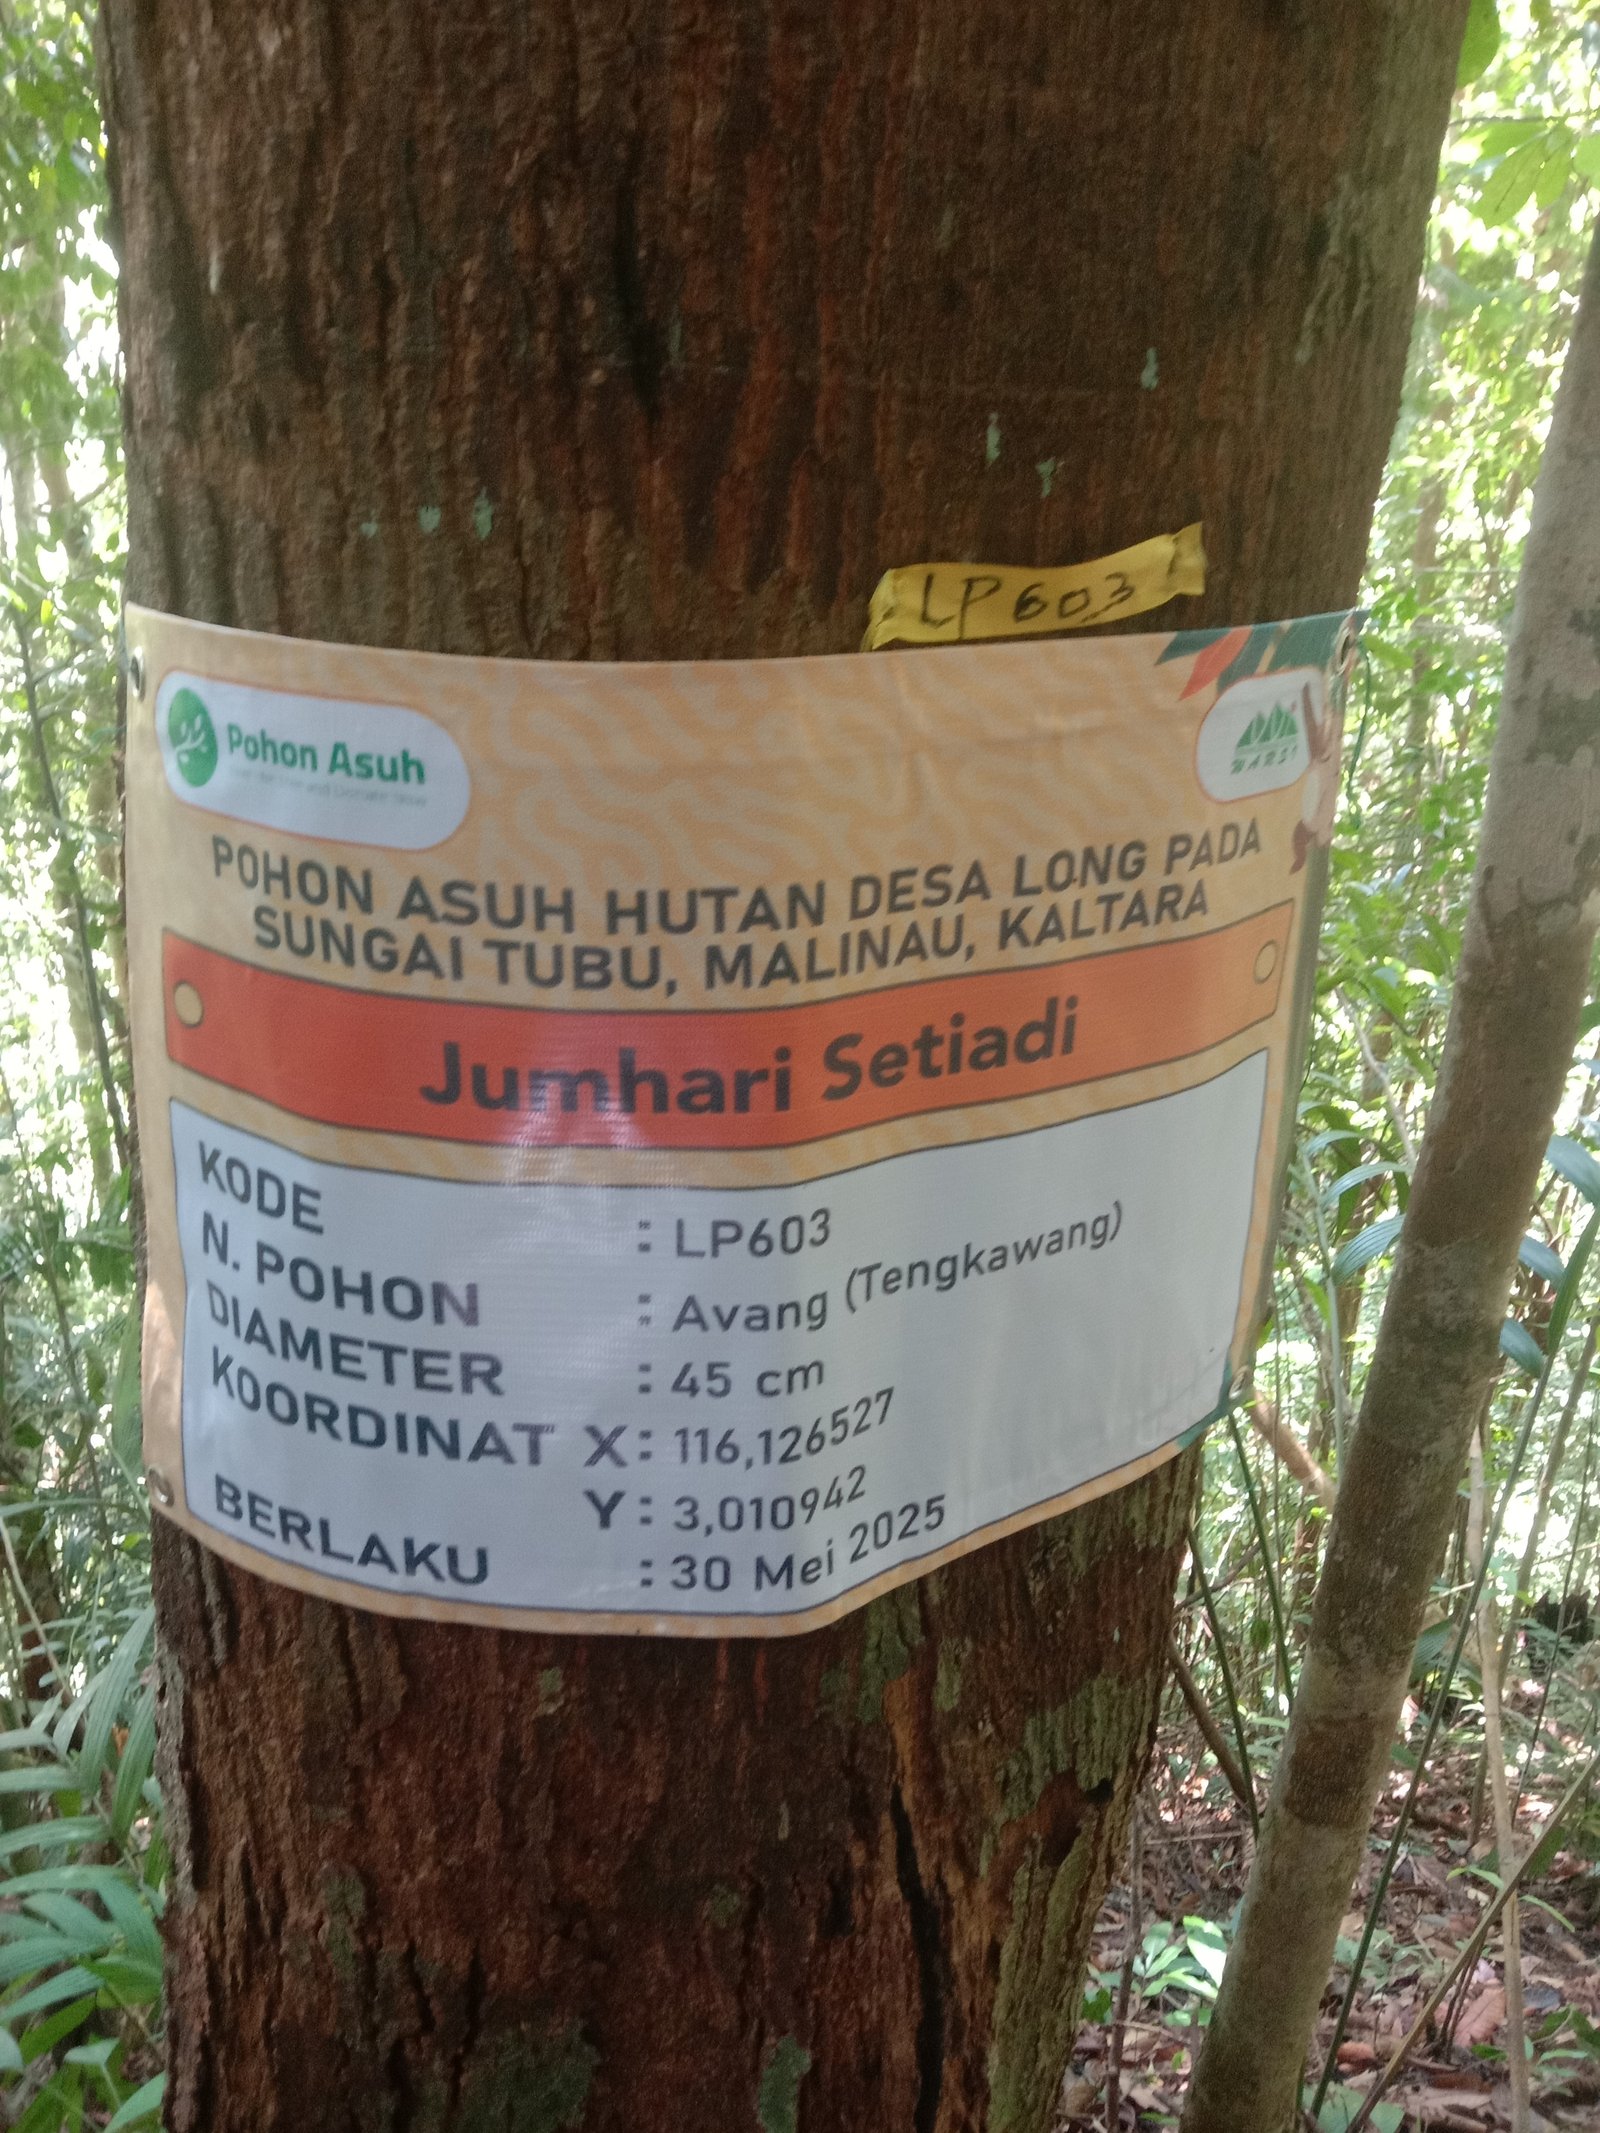 LP603
Pohon Asuh
WARSI
POHON ASUH HUTAN DESA LONG PADA
SUNGAI TUBU, MALINAU, KALTARA
Jumhari Setiadi
KODE : LP603
N. POHON : Avang (Tengkawang)
DIAMETER : 45 cm
KOORDINAT X : 116,126527
Y : 3,010942
BERLAKU : 30 Mei 2025